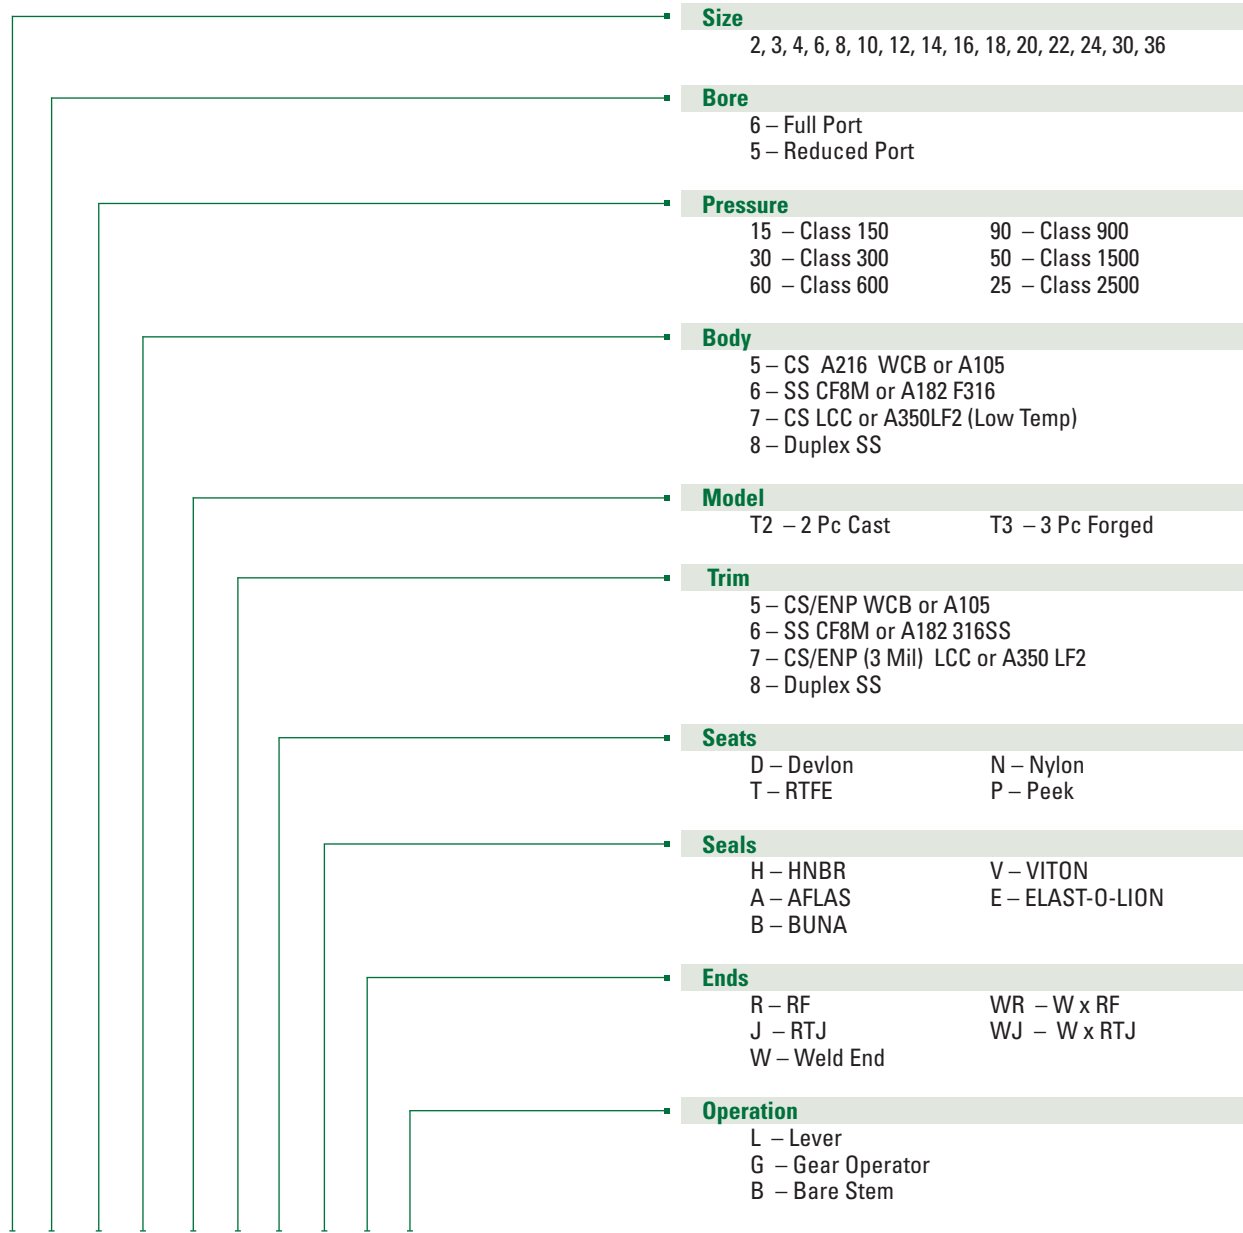 Size
2, 3, 4, 6, 8, 10, 12, 14, 16, 18, 20, 22, 24, 30, 36
Bore
6 – Full Port
5 – Reduced Port
Pressure
15 – Class 150 90 – Class 900
30 – Class 300 50 – Class 1500
60 – Class 600 25 – Class 2500
Body
5 – CS A216 WCB or A105
6 – SS CF8M or A182 F316
7 – CS LCC or A350LF2 (Low Temp)
8 – Duplex SS
Model
T2 – 2 Pc Cast T3 – 3 Pc Forged
Trim
5 – CS/ENP WCB or A105
6 – SS CF8M or A182 316SS
7 – CS/ENP (3 Mil) LCC or A350 LF2
8 – Duplex SS
Seats
D – Devlon N – Nylon
T – RTFE P – Peek
Seals
H – HNBR V – VITON
A – AFLAS E – ELAST-O-LION
B – BUNA
Ends
R – RF WR – W x RF
J – RTJ WJ – W x RTJ
W – Weld End
Operation
L – Lever
G – Gear Operator
B – Bare Stem